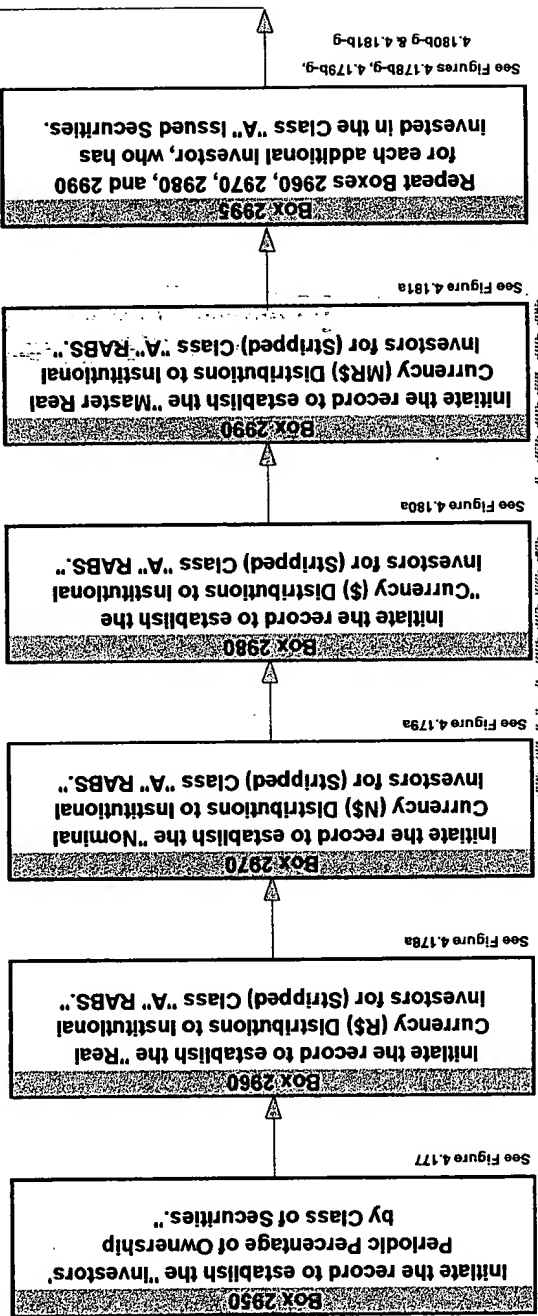 Box 2950
Initiate the record to establish the "Investors'
Periodic Percentage of Ownership
by Class of Securities."
See Figure 4.177
Box 2960
Initiate the record to establish the "Real
Currency (R$) Distributions to Institutional
Investors for (Stripped) Class "A" RABS."
See Figure 4.178a
Box 2970
Initiate the record to establish the "Nominal
Currency (N$) Distributions to Institutional
Investors for (Stripped) Class "A" RABS."
See Figure 4.179a
Box 2980
Initiate the record to establish the
"Currency ($) Distributions to Institutional
Investors for (Stripped) Class "A" RABS."
See Figure 4.180a
Box 2990
Initiate the record to establish the "Master Real
Currency (MR$) Distributions to Institutional
Investors for (Stripped) Class "A" RABS."
See Figure 4.181a
Box 2995
Repeat Boxes 2960, 2970, 2980, and 2990
for each additional Investor, who has
invested in the Class "A" Issued Securities.
See Figures 4.178b-g, 4.179b-g,
4.180b-g & 4.181b-g